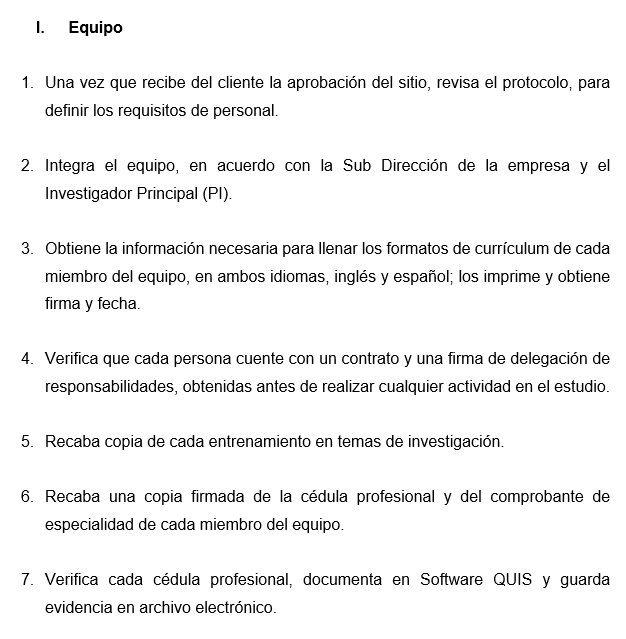 I. Equipo
1. Una vez que recibe del cliente la aprobación del sitio, revisa el protocolo, para
definir los requisitos de personal.
2. Integra el equipo, en acuerdo con la Sub Dirección de la empresa y el
Investigador Principal (PI).
3. Obtiene la información necesaria para llenar los formatos de currículum de cada
miembro del equipo, en ambos idiomas, inglés y español; los imprime y obtiene
firma y fecha.
4. Verifica que cada persona cuente con un contrato y una firma de delegación de
responsabilidades, obtenidas antes de realizar cualquier actividad en el estudio.
5. Recaba copia de cada entrenamiento en temas de investigación.
6. Recaba una copia firmada de la cédula profesional y del comprobante de
especialidad de cada miembro del equipo.
7. Verifica cada cédula profesional, documenta en Software QUIS y guarda
evidencia en archivo electrónico.